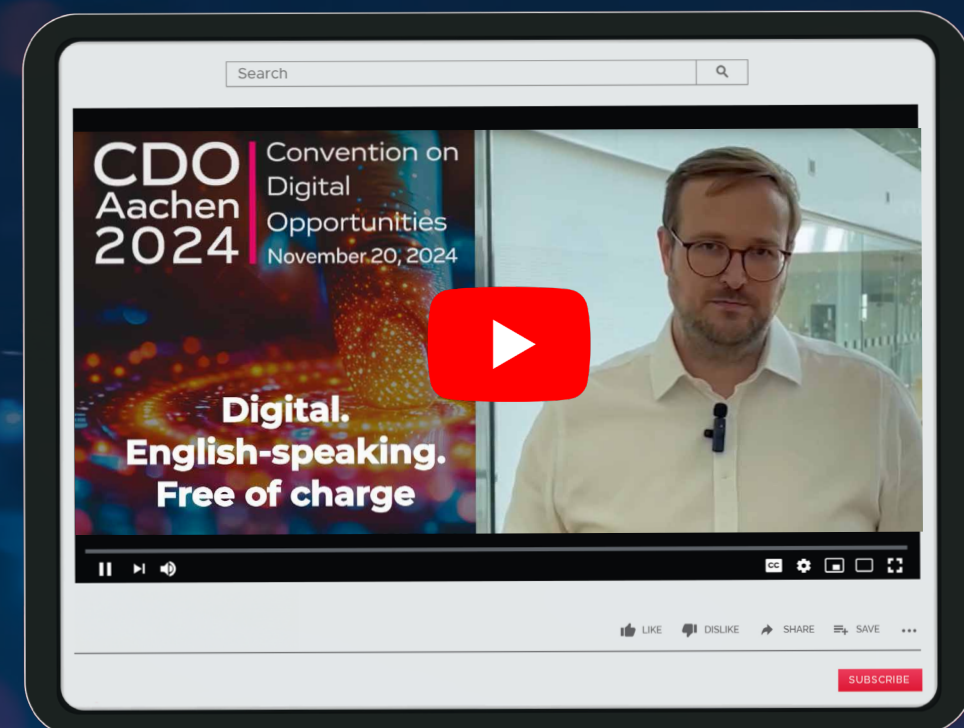 Search
CDO
Aachen
2024
Convention on
Digital
Opportunities
November 20, 2024
Digital.
English-speaking.
Free of charge
CC
LIKE
DISLIKE
SHARE
SAVE
SUBSCRIBE